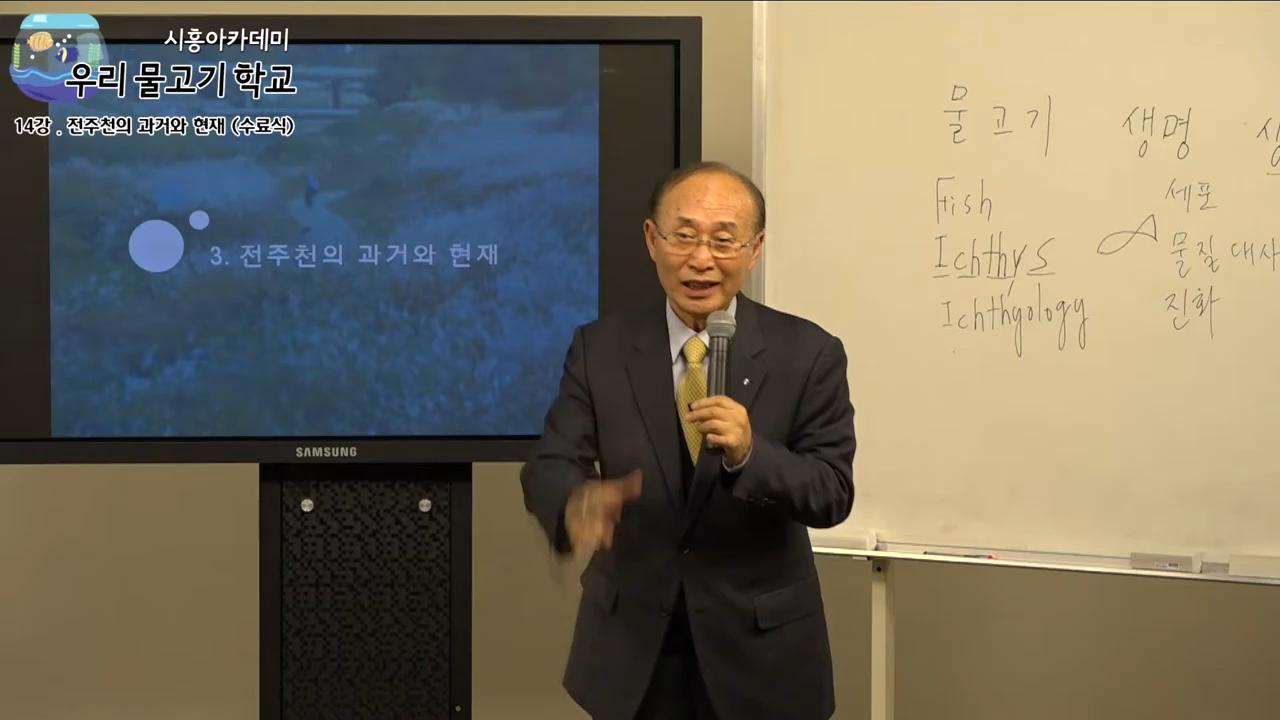 시흥아카데미
우리 물고기 학교
14강 . 전주천의 과거와 현재 (수료식)
3. 전주천의 과거와 현재
SAMSUNG
물고기 생명
Fish 세포
Ichthys 물질 대사
Ichthyology 진화